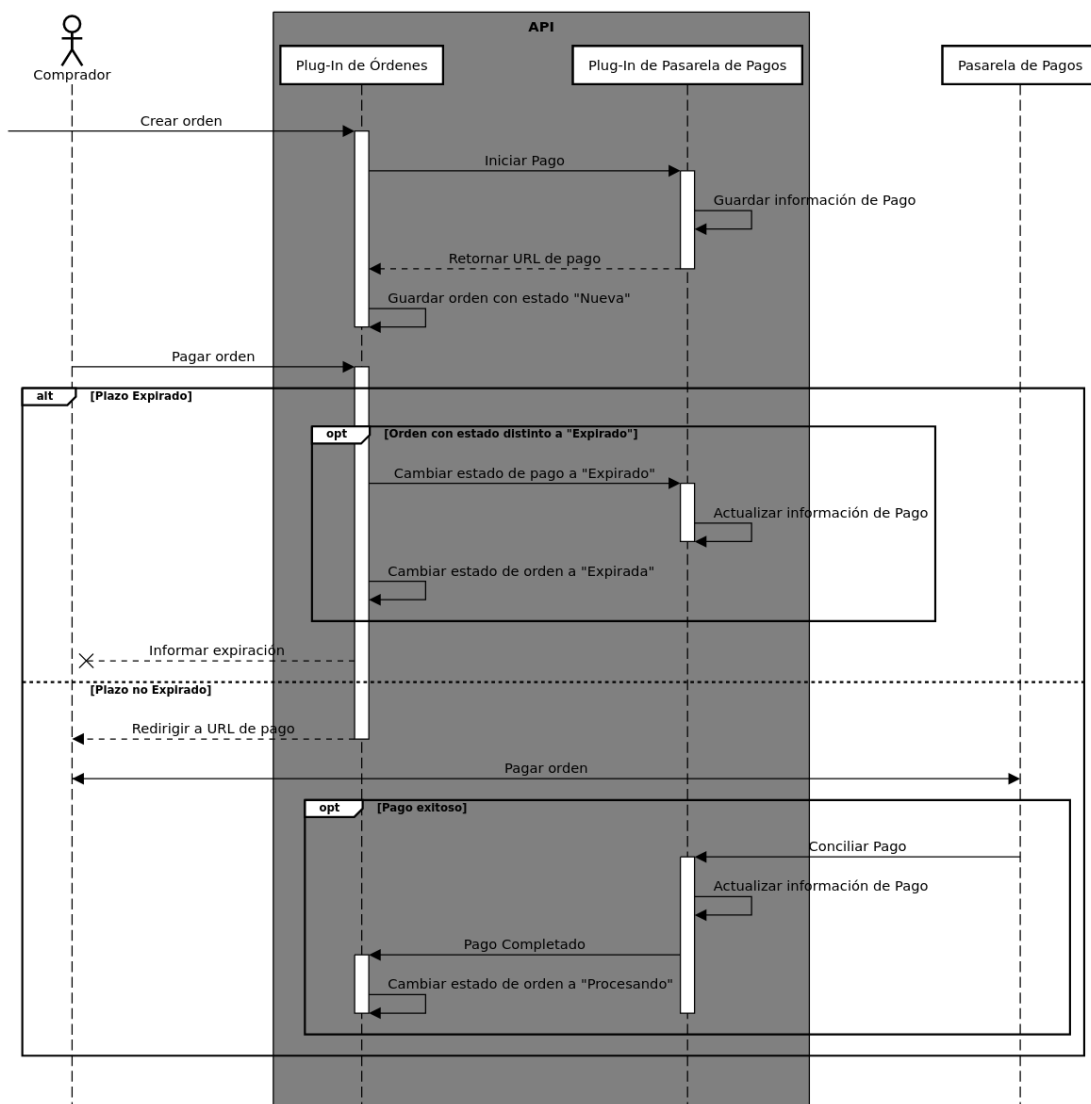 API
Comprador
Plug-In de Órdenes
Plug-In de Pasarela de Pagos
Pasarela de Pagos
Crear orden
Iniciar Pago
Guardar información de Pago
Retornar URL de pago
Guardar orden con estado "Nueva"
Pagar orden
alt
[Plazo Expirado]
opt
[Orden con estado distinto a "Expirado"]
Cambiar estado de pago a "Expirado"
Actualizar información de Pago
Cambiar estado de orden a "Expirada"
Informar expiración
[Plazo no Expirado]
Redirigir a URL de pago
Pagar orden
opt
[Pago exitoso]
Conciliar Pago
Actualizar información de Pago
Pago Completado
Cambiar estado de orden a "Procesando"